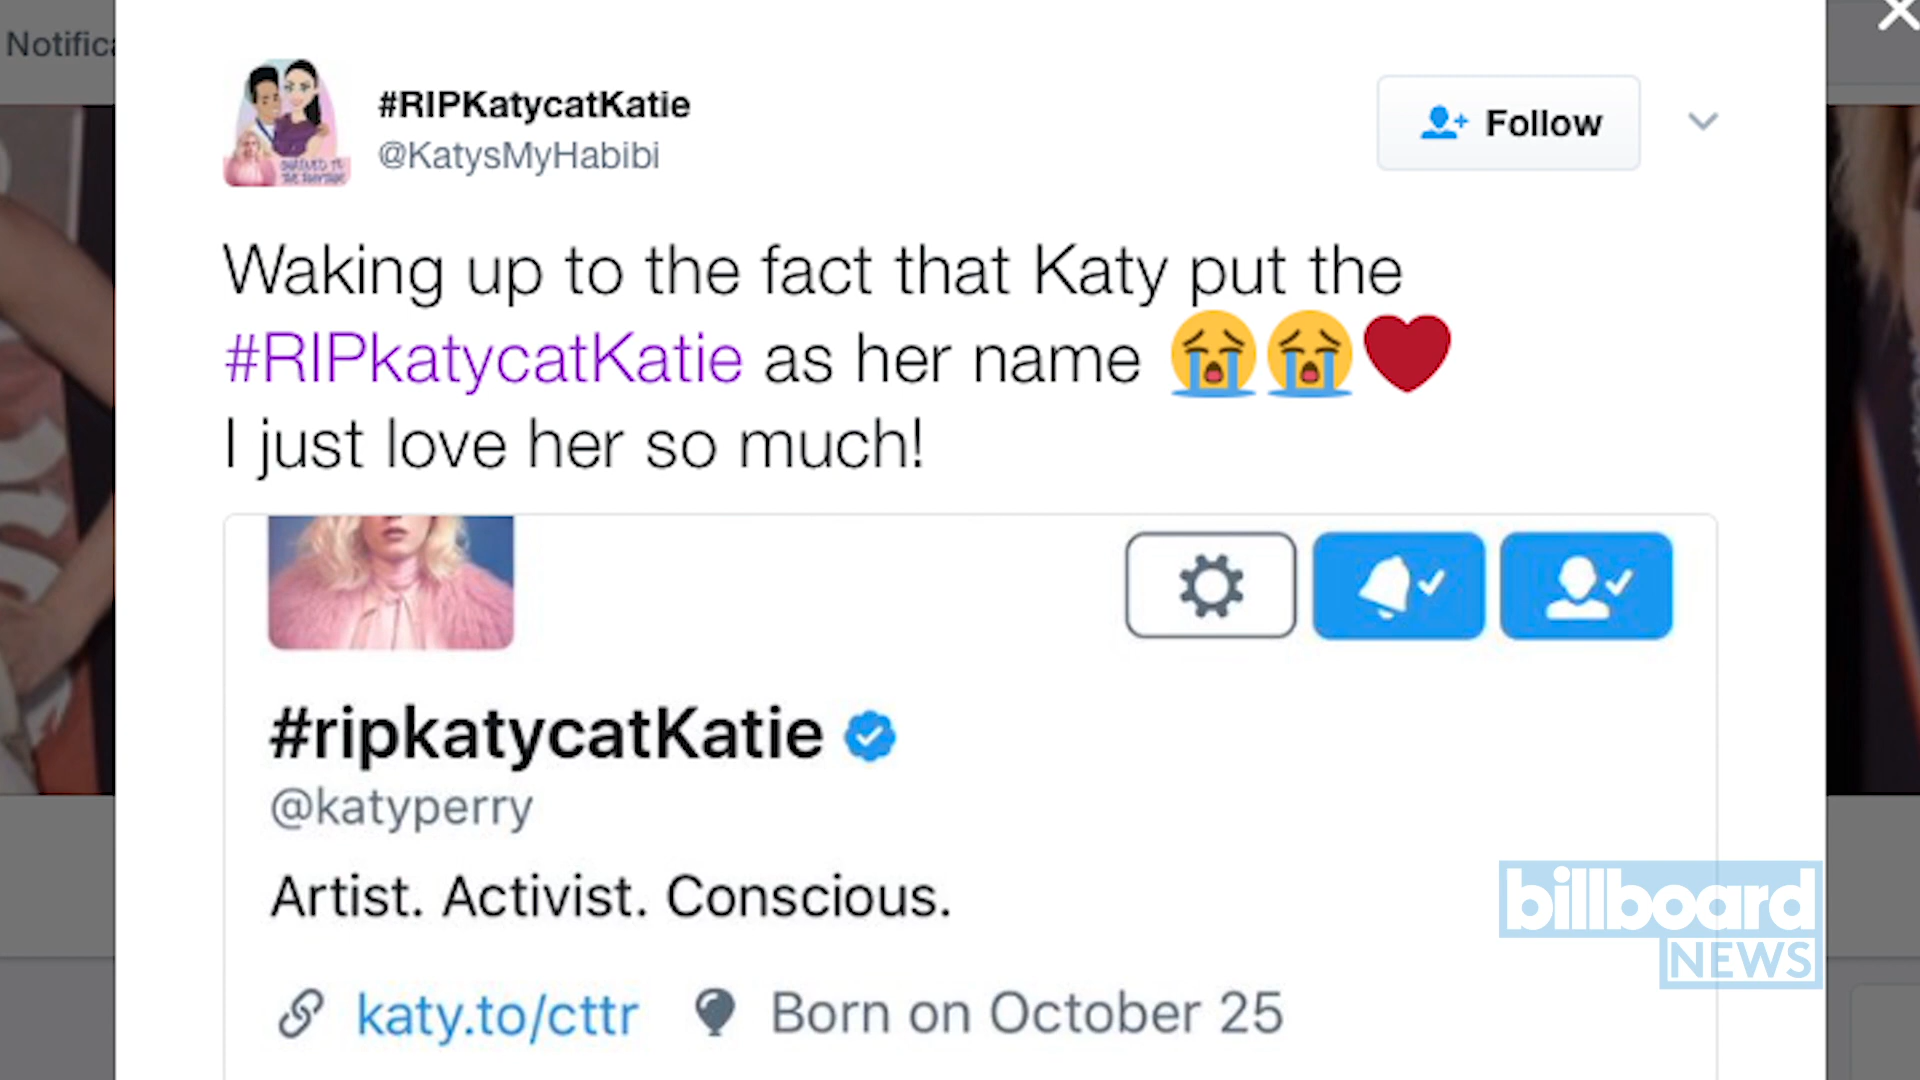 Notific
#RIPKatycatKatie
@KatysMyHabibi
Follow
Waking up to the fact that Katy put the
#RIPkatycatKatie as her name 😭😭❤
I just love her so much!
#ripkatycatKatie
@katyperry
Artist. Activist. Conscious.
katy.to/cttr Born on October 25
billboard
NEWS